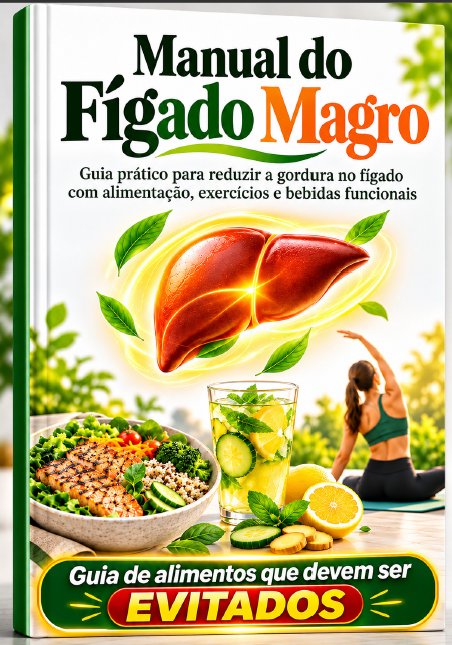 Manual do
Fígado Magro
Guia prático para reduzir a gordura no fígado
com alimentação, exercícios e bebidas funcionais
Guia de alimentos que devem ser
EVITADOS